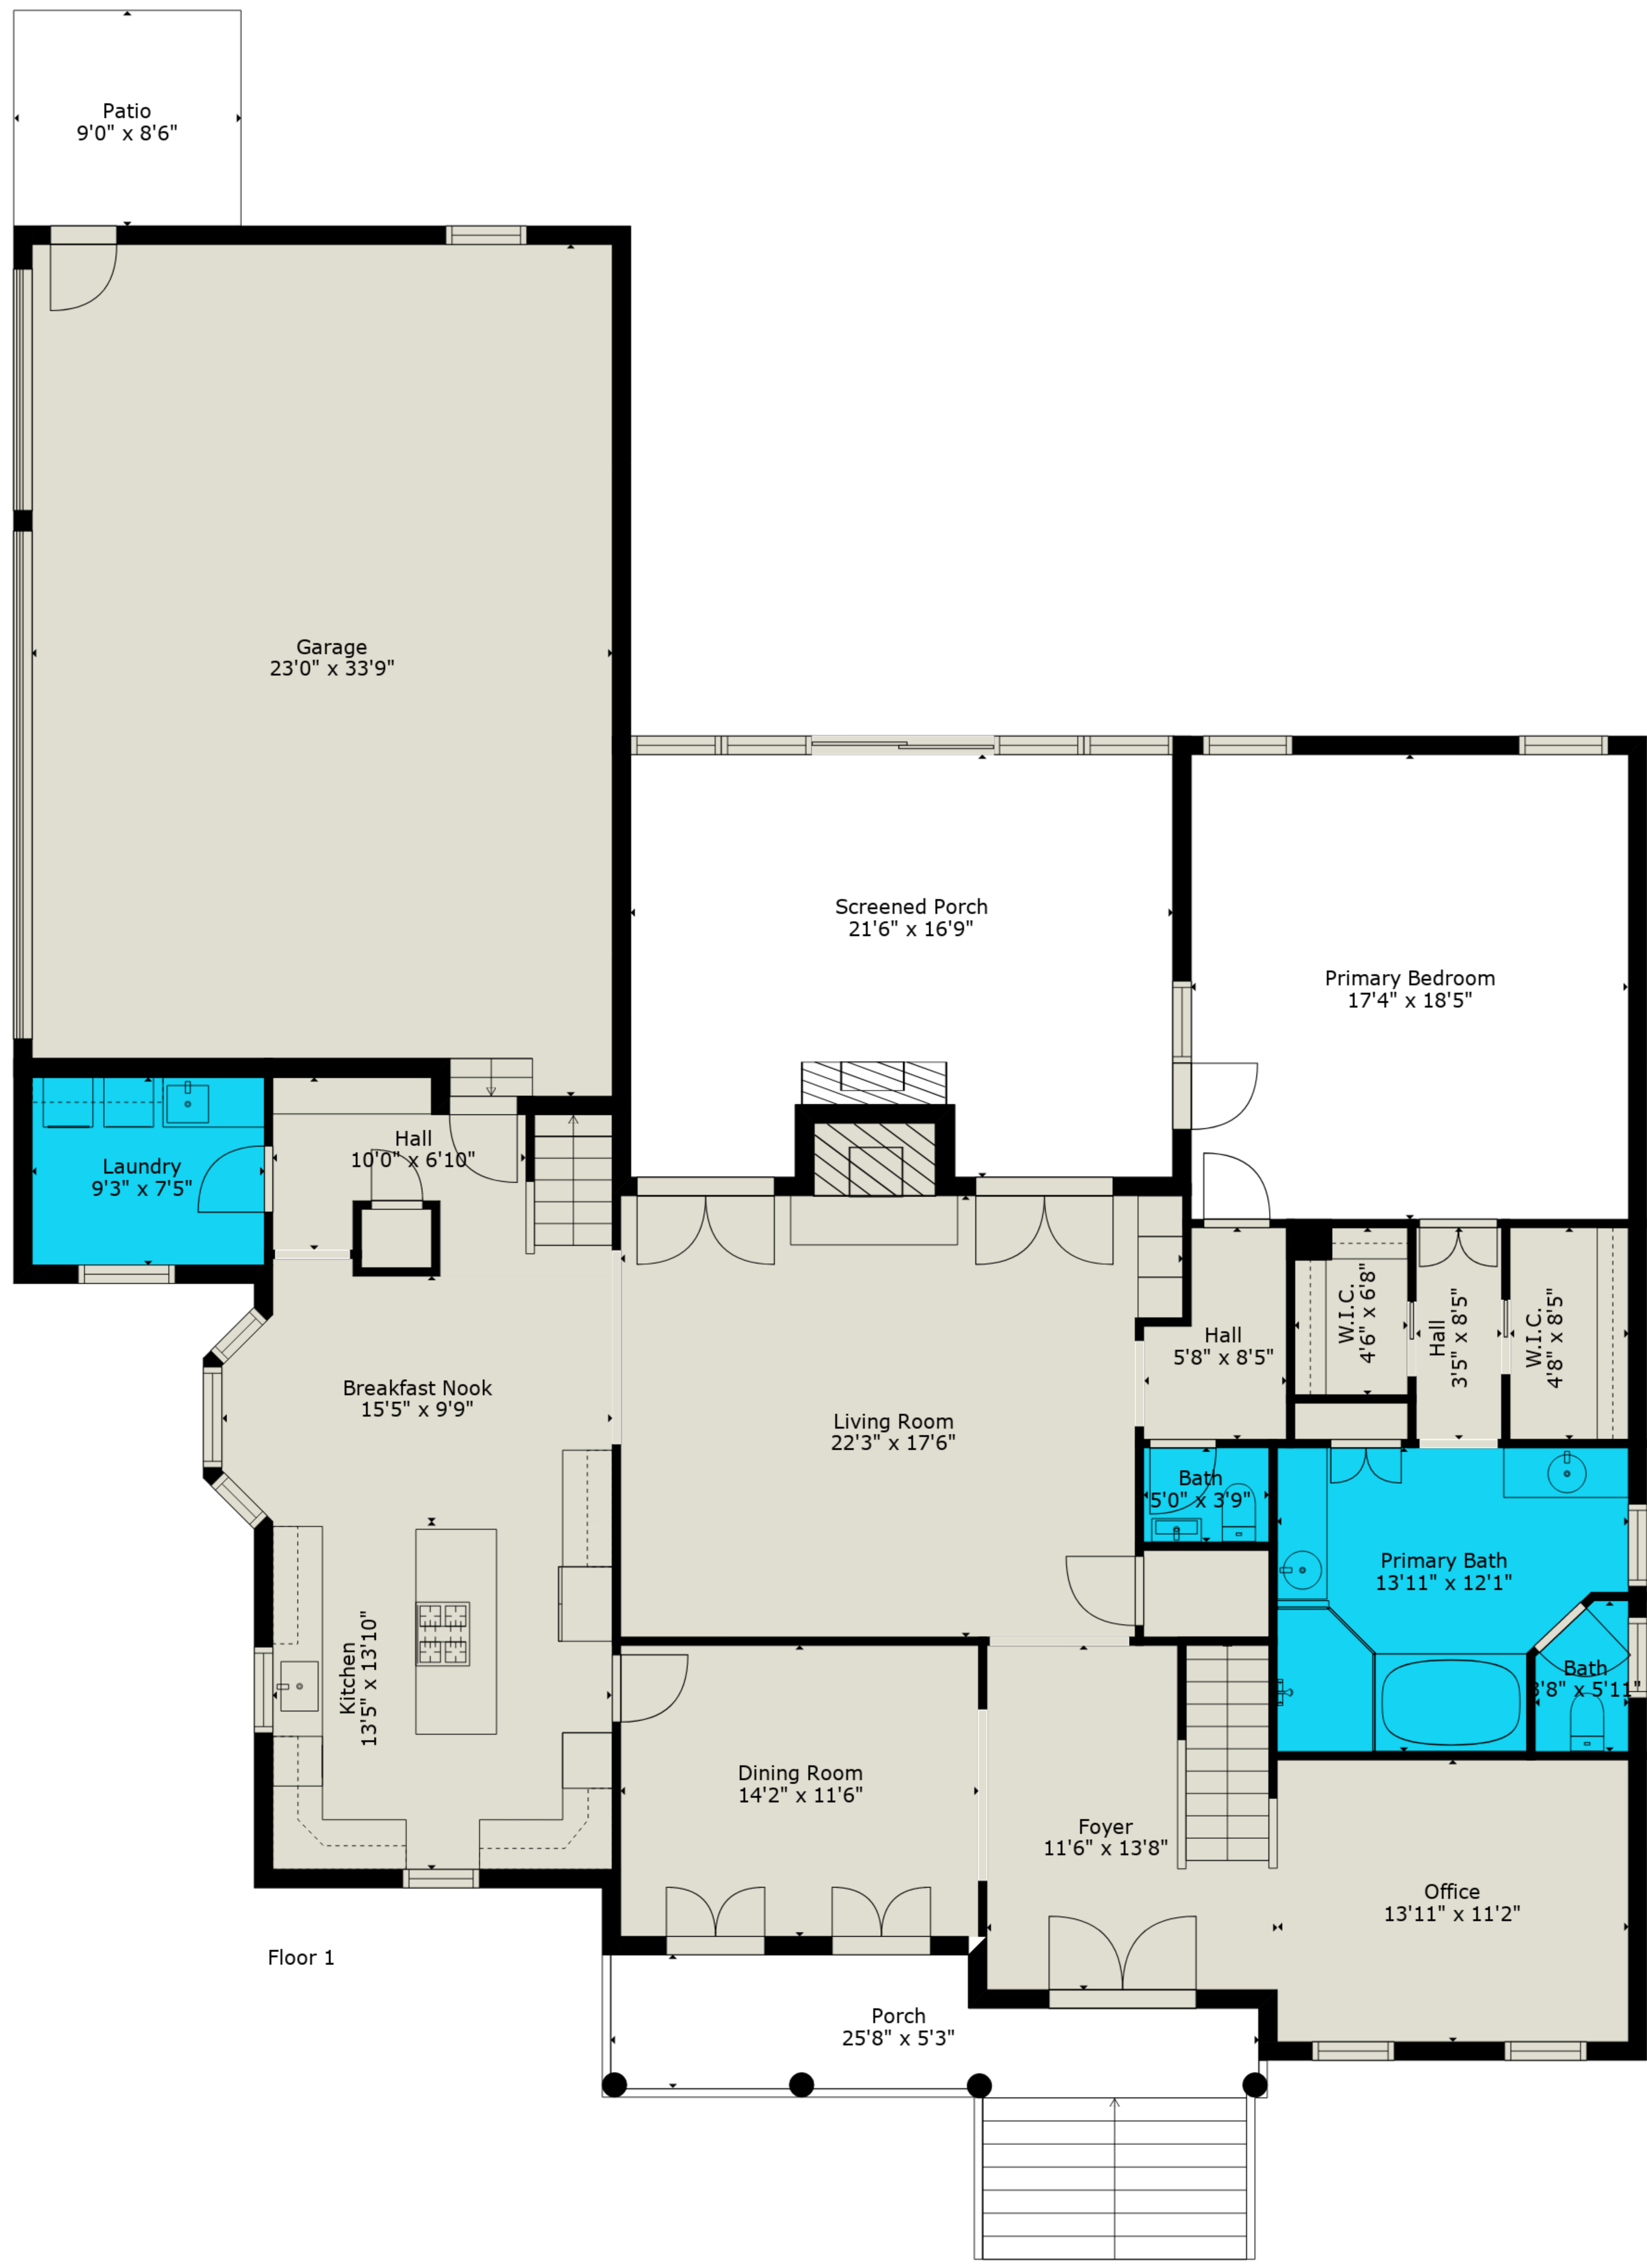 Patio
9'0" x 8'6"
Garage
23'0" x 33'9"
Screened Porch
21'6" x 16'9"
Primary Bedroom
17'4" x 18'5"
Hall
10'0" x 6'10"
Laundry
9'3" x 7'5"
W.I.C.
4'6" x 6'8"
Hall
3'5" x 8'5"
W.I.C.
4'8" x 8'5"
Hall
5'8" x 8'5"
Breakfast Nook
15'5" x 9'9"
Living Room
22'3" x 17'6"
Bath
5'0" x 3'9"
Primary Bath
13'11" x 12'1"
Kitchen
13'5" x 13'10"
Bath
3'8" x 5'11"
Dining Room
14'2" x 11'6"
Foyer
11'6" x 13'8"
Office
13'11" x 11'2"
Floor 1
Porch
25'8" x 5'3"